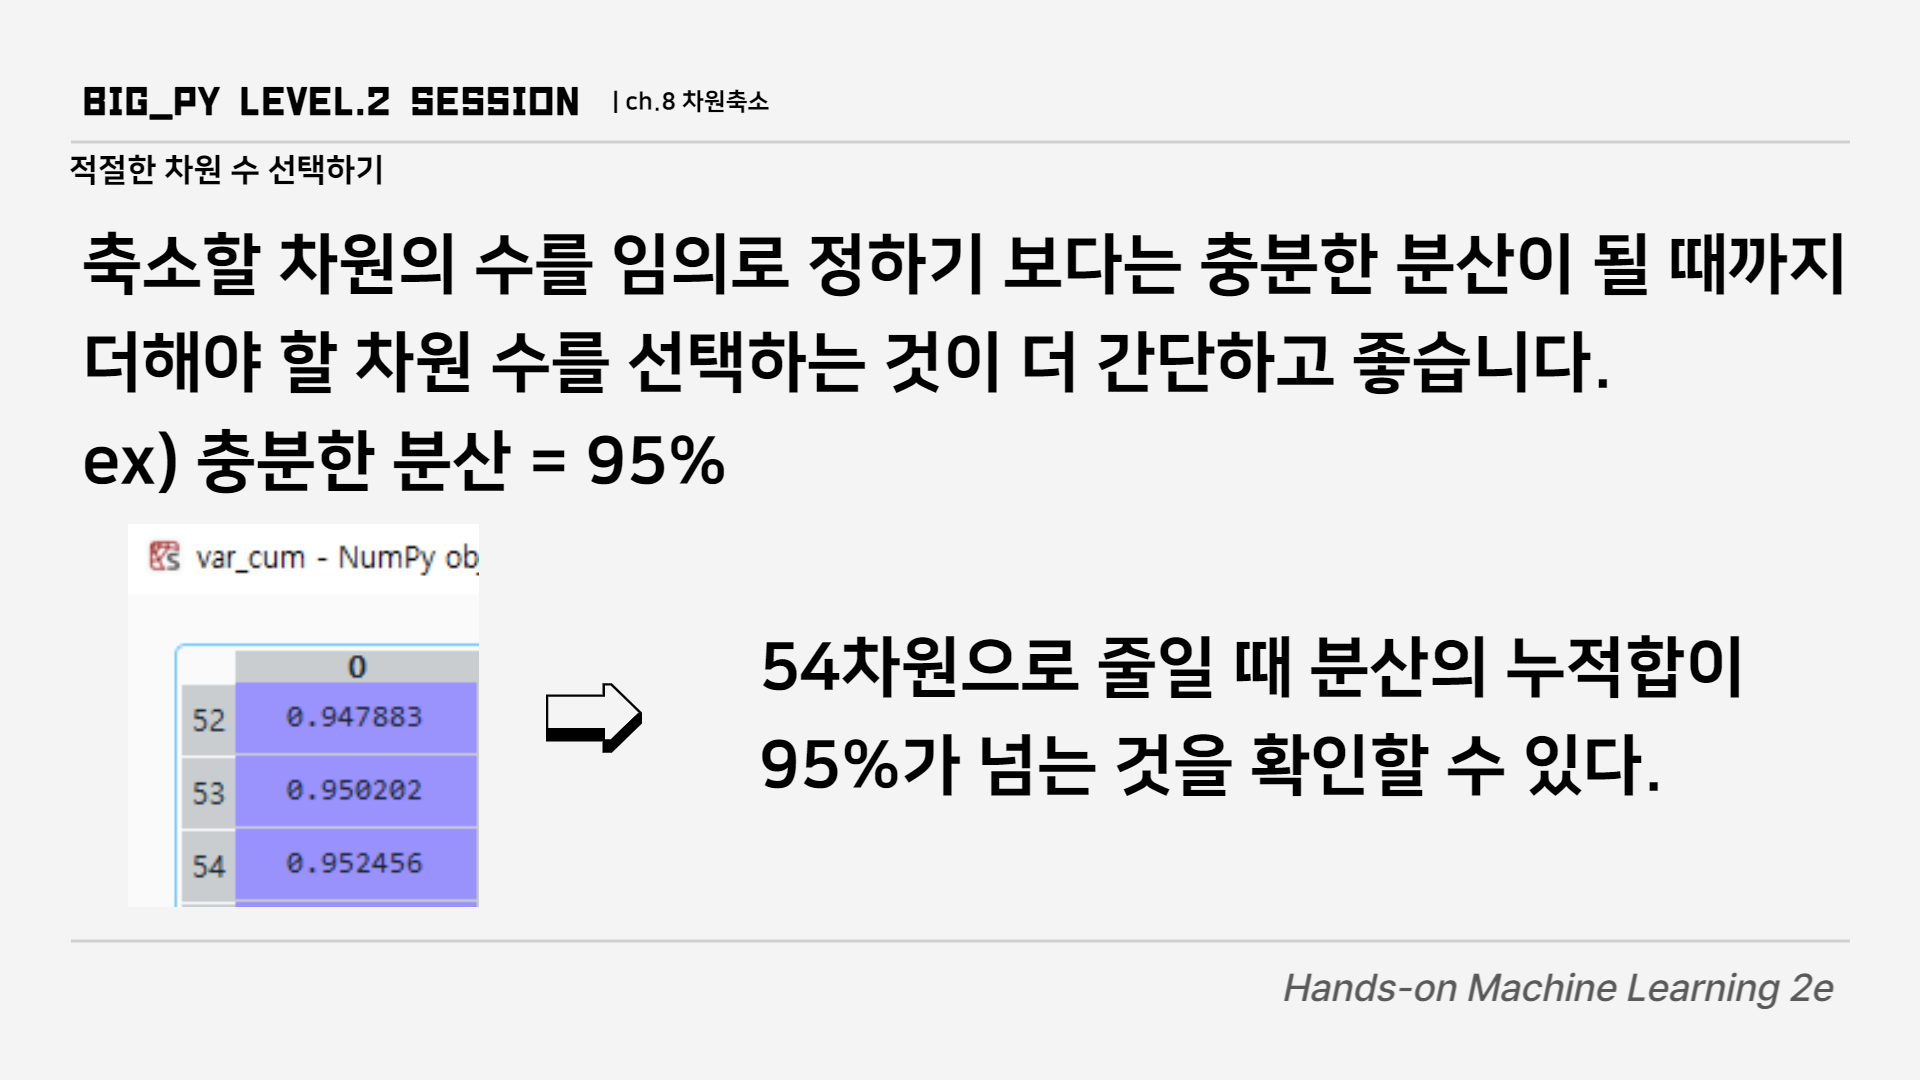 BIG_PY LEVEL.2 SESSION | ch.8 차원축소
적절한 차원 수 선택하기
축소할 차원의 수를 임의로 정하기 보다는 충분한 분산이 될 때까지
더해야 할 차원 수를 선택하는 것이 더 간단하고 좋습니다.
ex) 충분한 분산 = 95%
var_cum - NumPy obj
0
52 0.947883
53 0.950202
54 0.952456
54차원으로 줄일 때 분산의 누적합이
95%가 넘는 것을 확인할 수 있다.
Hands-on Machine Learning 2e